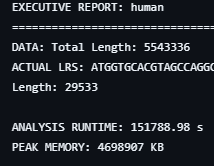 EXECUTIVE REPORT: human
================================
DATA: Total Length: 5543336
ACTUAL LRS: ATGGTGCACGTAGCCAGGC
Length: 29533
ANALYSIS RUNTIME: 151788.98 s
PEAK MEMORY: 4698907 KB